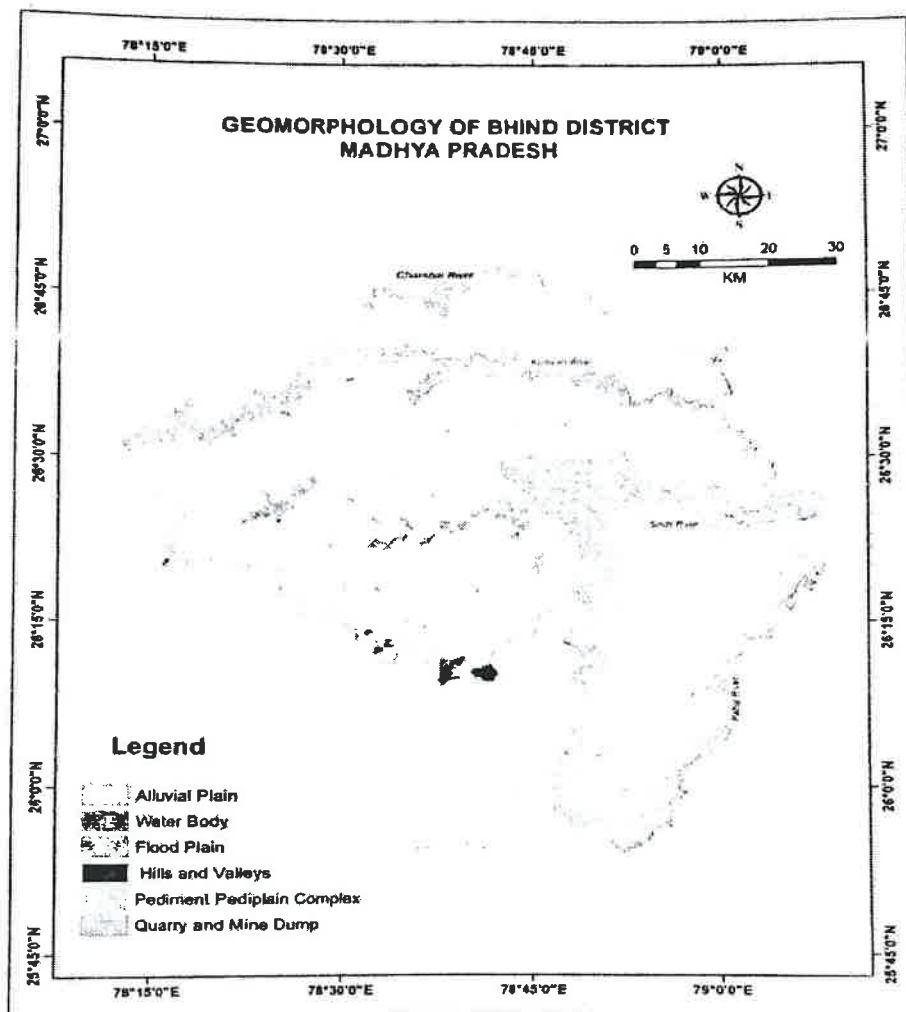 78°15'0"E 78°30'0"E 78°45'0"E 79°0'0"E
27°0'0"N 27°0'0"N
GEOMORPHOLOGY OF BHIND DISTRICT
MADHYA PRADESH
N
W E
S
0 5 10 20 30
KM
26°45'0"N 26°45'0"N
Chambal River
26°30'0"N 26°30'0"N
Sindh River
26°15'0"N 26°15'0"N
Pahuj River
26°0'0"N 26°0'0"N
Legend
Alluvial Plain
Water Body
Flood Plain
Hills and Valleys
Pediment Pediplain Complex
Quarry and Mine Dump
25°45'0"N 25°45'0"N
78°15'0"E 78°30'0"E 78°45'0"E 79°0'0"E